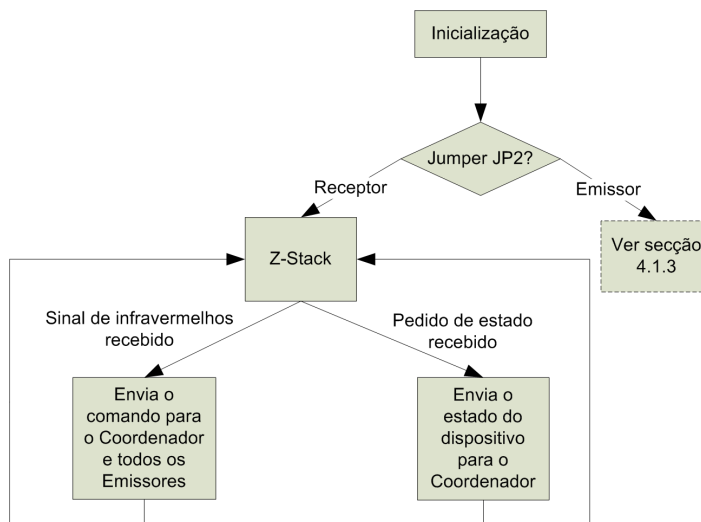 Inicialização
Jumper JP2?
Receptor
Emissor
Z-Stack
Ver secção
4.1.3
Sinal de infravermelhos
recebido
Pedido de estado
recebido
Envia o
comando para
o Coordenador
e todos os
Emissores
Envia o
estado do
dispositivo
para o
Coordenador